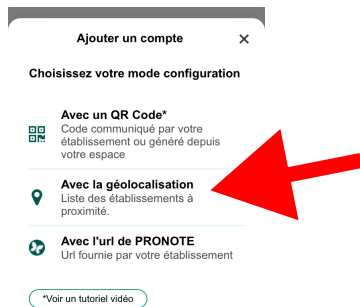 Ajouter un compte
Choisissez votre mode configuration
Avec un QR Code*
Code communiqué par votre
établissement ou généré depuis
votre espace
Avec la géolocalisation
Liste des établissements à
proximité.
Avec l'url de PRONOTE
Url fournie par votre établissement
*Voir un tutoriel vidéo